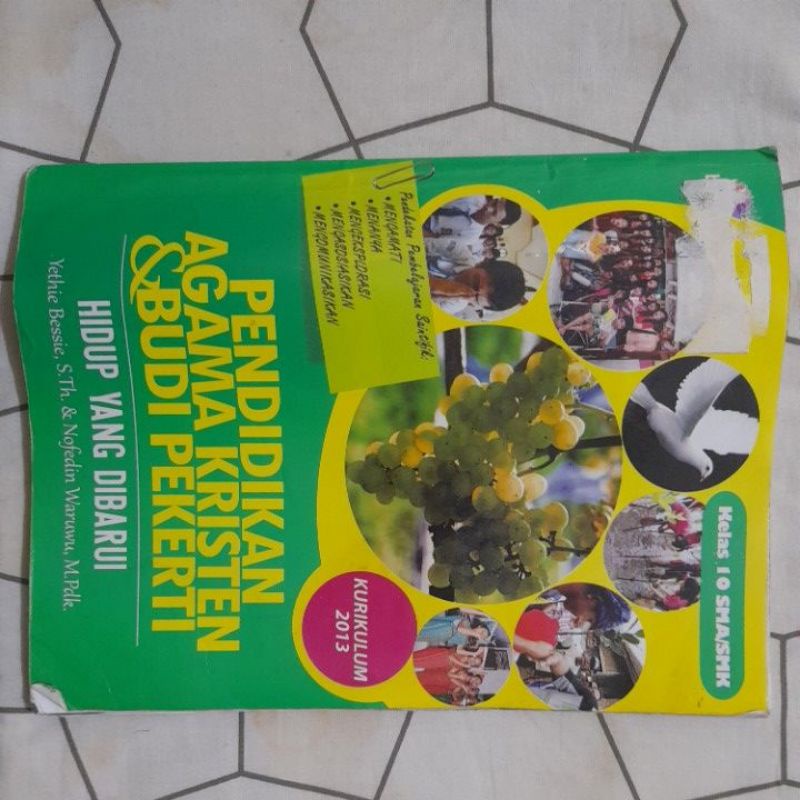 Kelas 10 SMA/SMK
Pendekatan Pembelajaran Saintifik:
• MENGAMATI
• MENANYA
• MENGEKSPLORASI
• MENGASOSIASIKAN
• MENGOMUNIKASIKAN
KURIKULUM
2013
PENDIDIKAN
AGAMA KRISTEN
& BUDI PEKERTI
HIDUP YANG DIBARUI
Yethie Bessie, S.Th. & Nofedin Waruwu, M.Pdk.